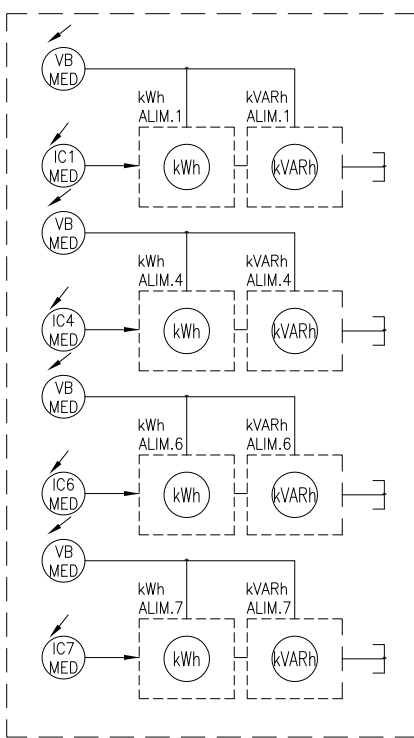 VB
MED
kWh
ALIM.1
kVARh
ALIM.1
IC1
MED
kWh
kVARh
VB
MED
kWh
ALIM.4
kVARh
ALIM.4
IC4
MED
kWh
kVARh
VB
MED
kWh
ALIM.6
kVARh
ALIM.6
IC6
MED
kWh
kVARh
VB
MED
kWh
ALIM.7
kVARh
ALIM.7
IC7
MED
kWh
kVARh